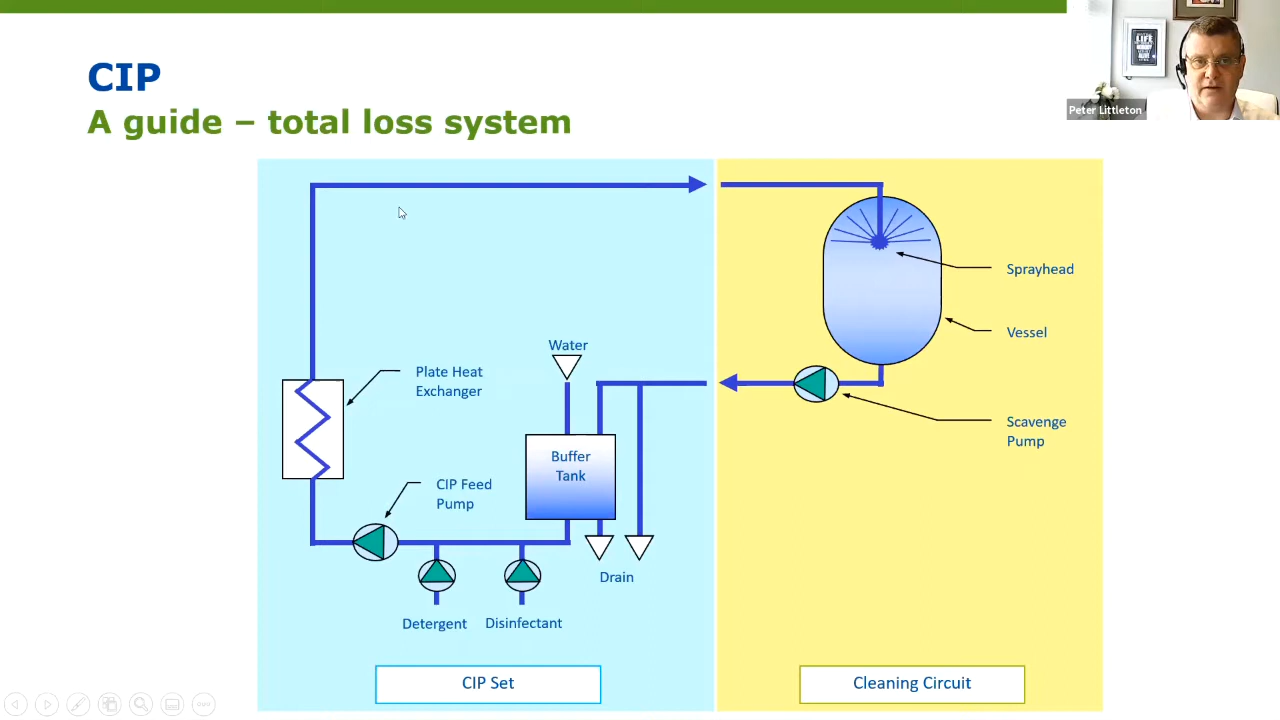 CIP
A guide – total loss system
LIFE
Peter Littleton
Sprayhead
Water
Vessel
Plate Heat
Exchanger
Scavenge
Pump
Buffer
Tank
CIP Feed
Pump
Drain
Detergent
Disinfectant
CIP Set
Cleaning Circuit